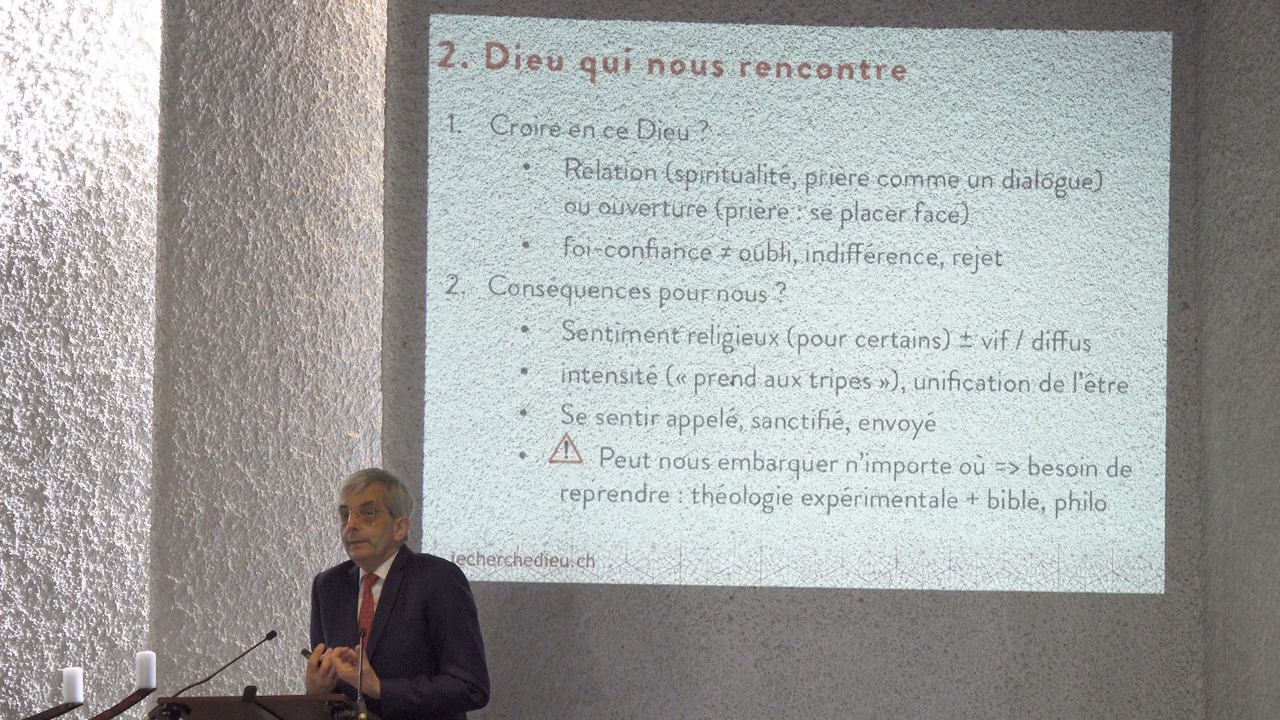 2. Dieu qui nous rencontre
1. Croire en ce Dieu ?
• Relation (spiritualité, prière comme un dialogue)
ou ouverture (prière : se placer face)
• foi-confiance ≠ oubli, indifférence, rejet
2. Conséquences pour nous ?
• Sentiment religieux (pour certains) ± vif / diffus
• intensité (« prend aux tripes »), unification de l'être
• Se sentir appelé, sanctifié, envoyé
• ⚠ Peut nous embarquer n'importe où => besoin de
reprendre : théologie expérimentale + bible, philo
jecherchedieu.ch